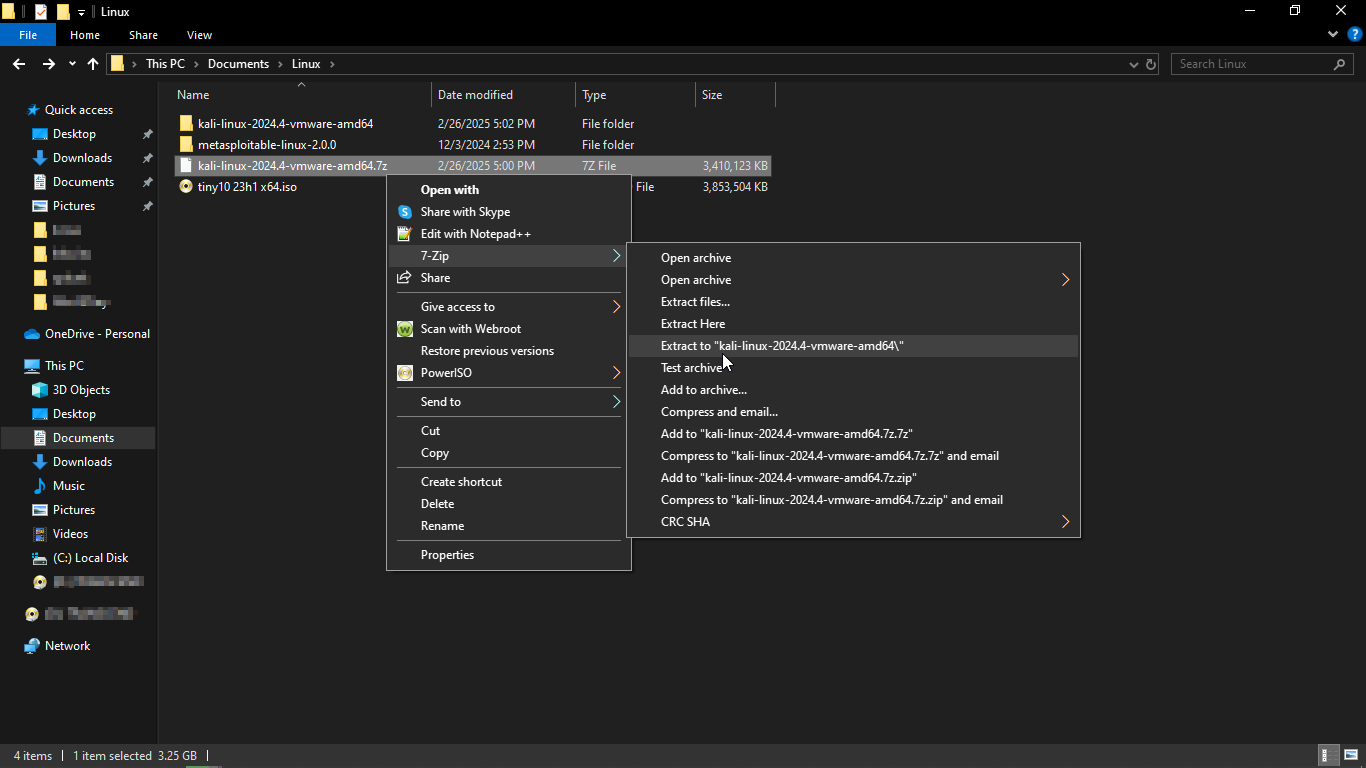 Linux
File Home Share View
This PC Documents Linux
Search Linux
Name Date modified Type Size
kali-linux-2024.4-vmware-amd64 2/26/2025 5:02 PM File folder
metasploitable-linux-2.0.0 12/3/2024 2:53 PM File folder
kali-linux-2024.4-vmware-amd64.7z 2/26/2025 5:00 PM 7Z File 3,410,123 KB
tiny10 23h1 x64.iso File 3,853,504 KB
Quick access
Desktop
Downloads
Documents
Pictures
OneDrive - Personal
This PC
3D Objects
Desktop
Documents
Downloads
Music
Pictures
Videos
(C:) Local Disk
Network
Open with
Share with Skype
Edit with Notepad++
7-Zip
Share
Give access to
Scan with Webroot
Restore previous versions
PowerISO
Send to
Cut
Copy
Create shortcut
Delete
Rename
Properties
Open archive
Open archive
Extract files...
Extract Here
Extract to "kali-linux-2024.4-vmware-amd64\"
Test archive
Add to archive...
Compress and email...
Add to "kali-linux-2024.4-vmware-amd64.7z.7z"
Compress to "kali-linux-2024.4-vmware-amd64.7z.7z" and email
Add to "kali-linux-2024.4-vmware-amd64.7z.zip"
Compress to "kali-linux-2024.4-vmware-amd64.7z.zip" and email
CRC SHA
4 items 1 item selected 3.25 GB